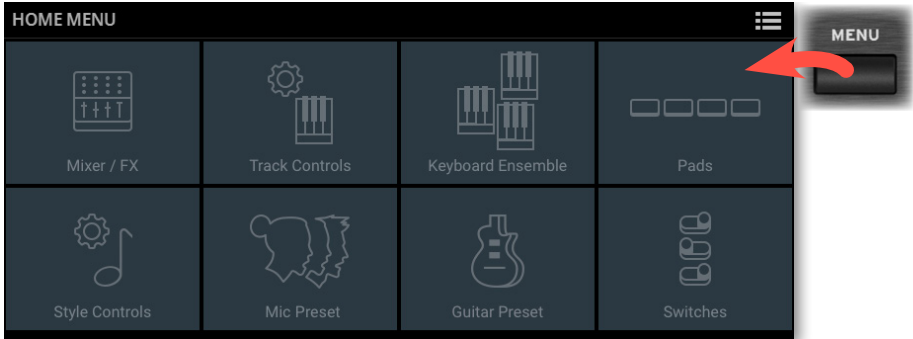 HOME MENU
MENU
Mixer / FX
Track Controls
Keyboard Ensemble
Pads
Style Controls
Mic Preset
Guitar Preset
Switches